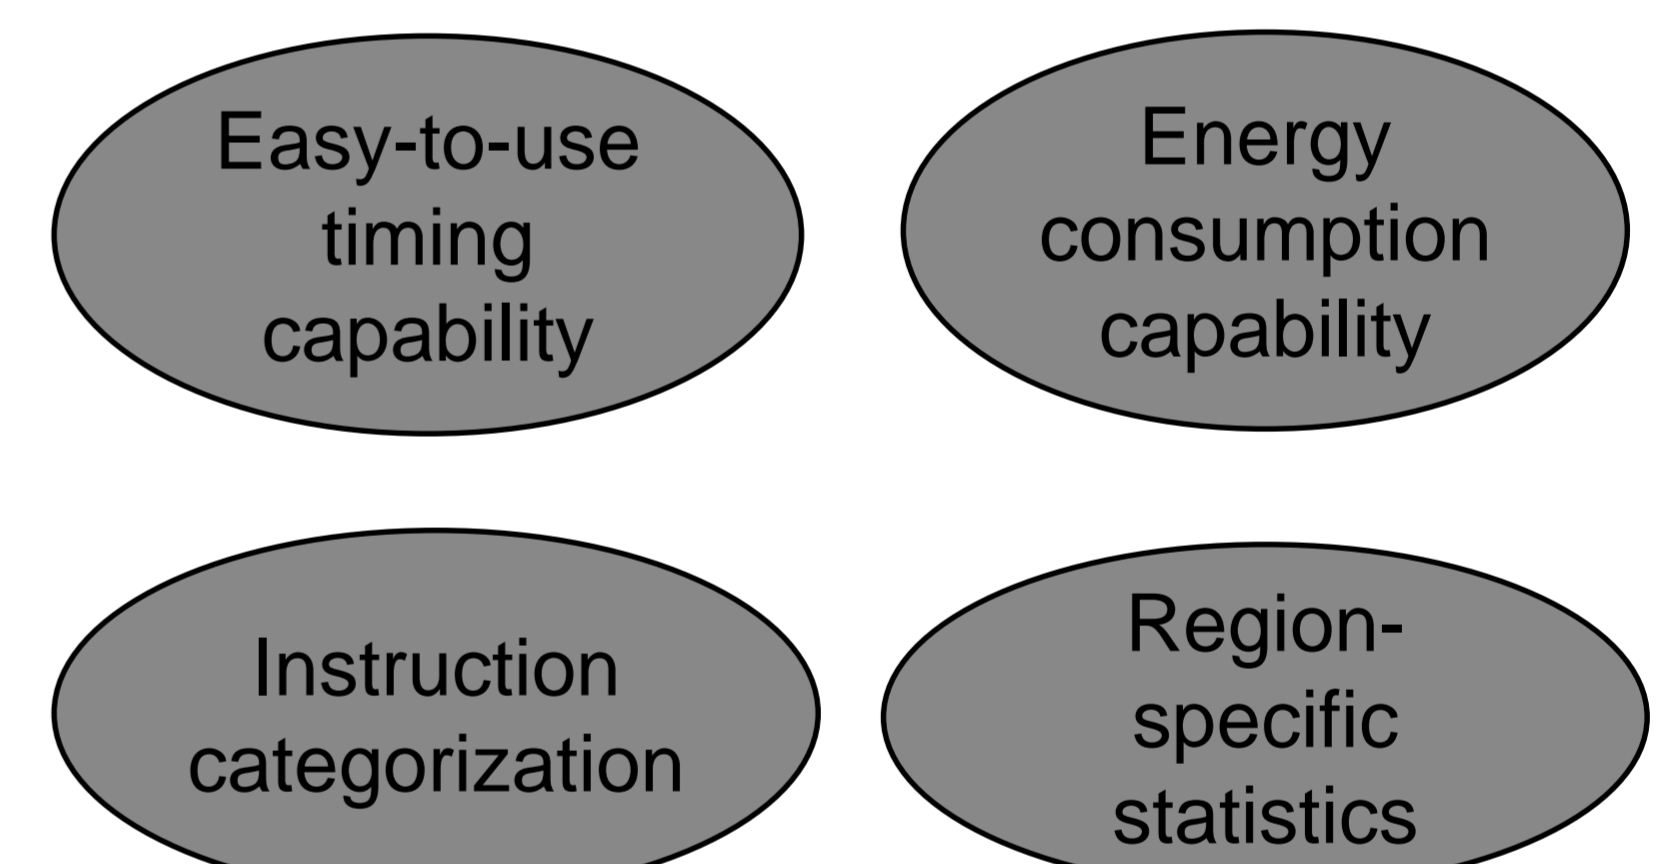 Easy-to-use
timing
capability
Energy
consumption
capability
Instruction
categorization
Region-
specific
statistics